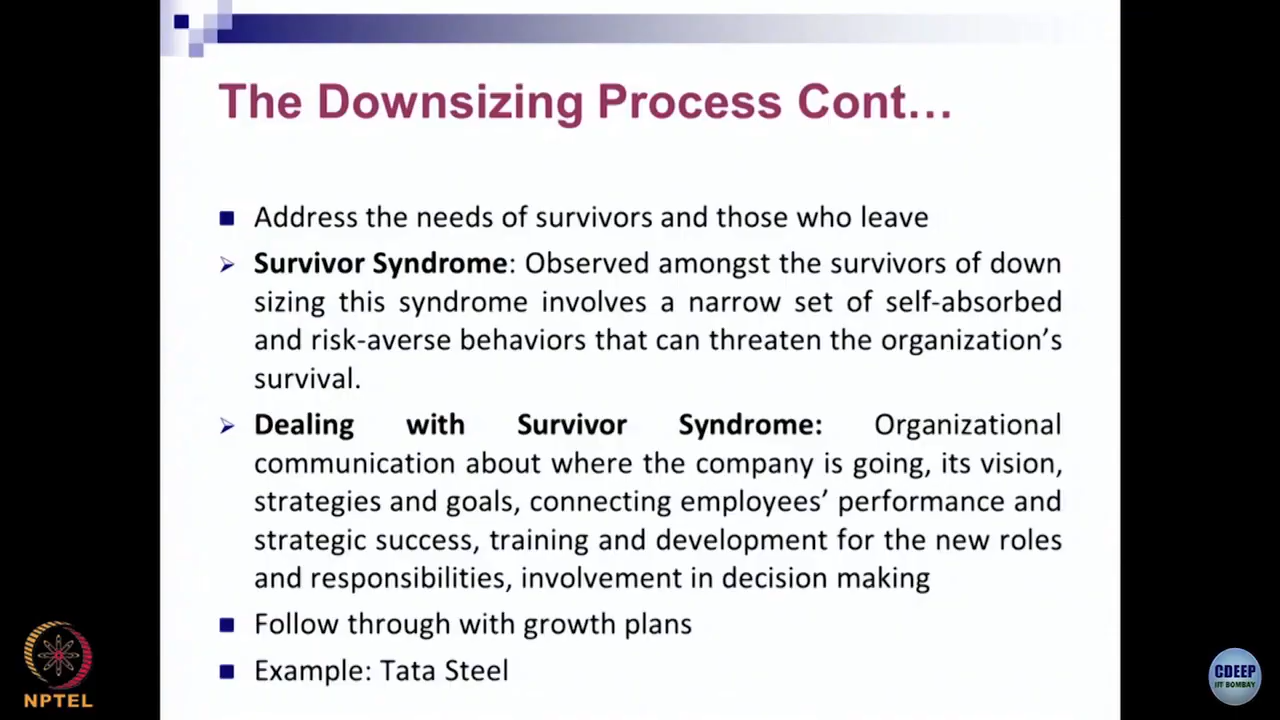 The Downsizing Process Cont...
Address the needs of survivors and those who leave
Survivor Syndrome: Observed amongst the survivors of down
sizing this syndrome involves a narrow set of self-absorbed
and risk-averse behaviors that can threaten the organization's
survival.
Dealing with Survivor Syndrome: Organizational
communication about where the company is going, its vision,
strategies and goals, connecting employees' performance and
strategic success, training and development for the new roles
and responsibilities, involvement in decision making
Follow through with growth plans
Example: Tata Steel
NPTEL
CDEEP
IIT BOMBAY